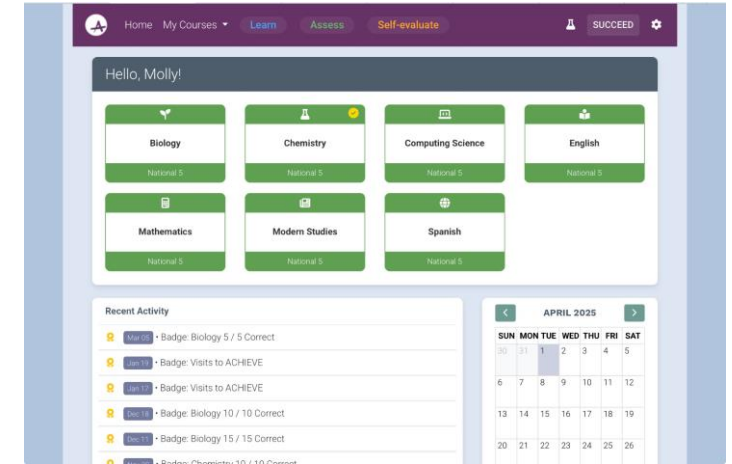 Home My Courses Learn Assess Self-evaluate SUCCEED
Hello, Molly!
Biology Chemistry Computing Science English
National 5 National 5 National 5 National 5
Mathematics Modern Studies Spanish
National 5 National 5 National 5
Recent Activity
Mar 05 • Badge: Biology 5 / 5 Correct
Jan 19 • Badge: Visits to ACHIEVE
Jan 17 • Badge: Visits to ACHIEVE
Dec 18 • Badge: Biology 10 / 10 Correct
Dec 11 • Badge: Biology 15 / 15 Correct
• Badge: Chemistry 10 / 10 Correct
APRIL 2025
SUN MON TUE WED THU FRI SAT
30 31 1 2 3 4 5
6 7 8 9 10 11 12
13 14 15 16 17 18 19
20 21 22 23 24 25 26